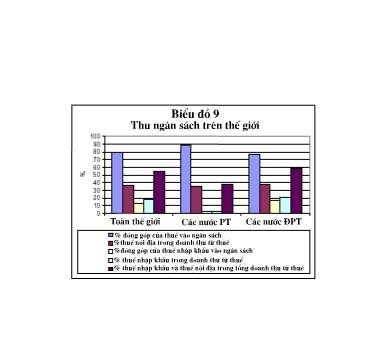 Biểu đồ 9
Thu ngân sách trên thế giới
100
90
80
70
60
50
40
30
20
10
0
%
Toàn thế giới Các nước PT Các nước ĐPT
% đóng góp của thuế vào ngân sách
%thuế nội địa trong doanh thu từ thuế
%đóng góp của thuế nhập khẩu vào ngân sách
% thuế nhập khẩu trong doanh thu từ thuế
% thuế nhập khẩu và thuế nội địa trong tổng doanh thu từ thuế